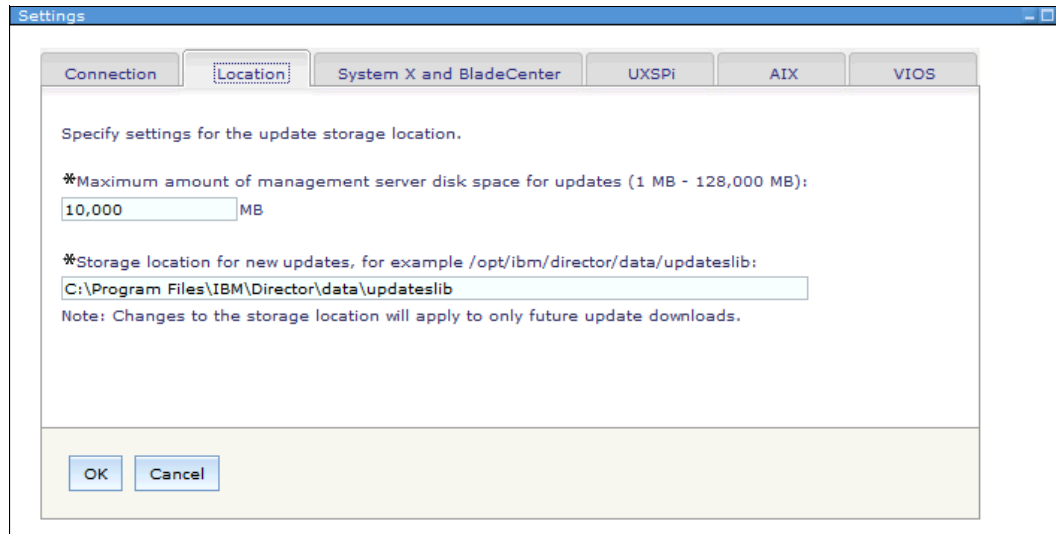 Settings
Connection Location System X and BladeCenter UXSPi AIX VIOS
Specify settings for the update storage location.
*Maximum amount of management server disk space for updates (1 MB - 128,000 MB):
10,000 MB
*Storage location for new updates, for example /opt/ibm/director/data/updateslib:
C:\Program Files\IBM\Director\data\updateslib
Note: Changes to the storage location will apply to only future update downloads.
OK Cancel